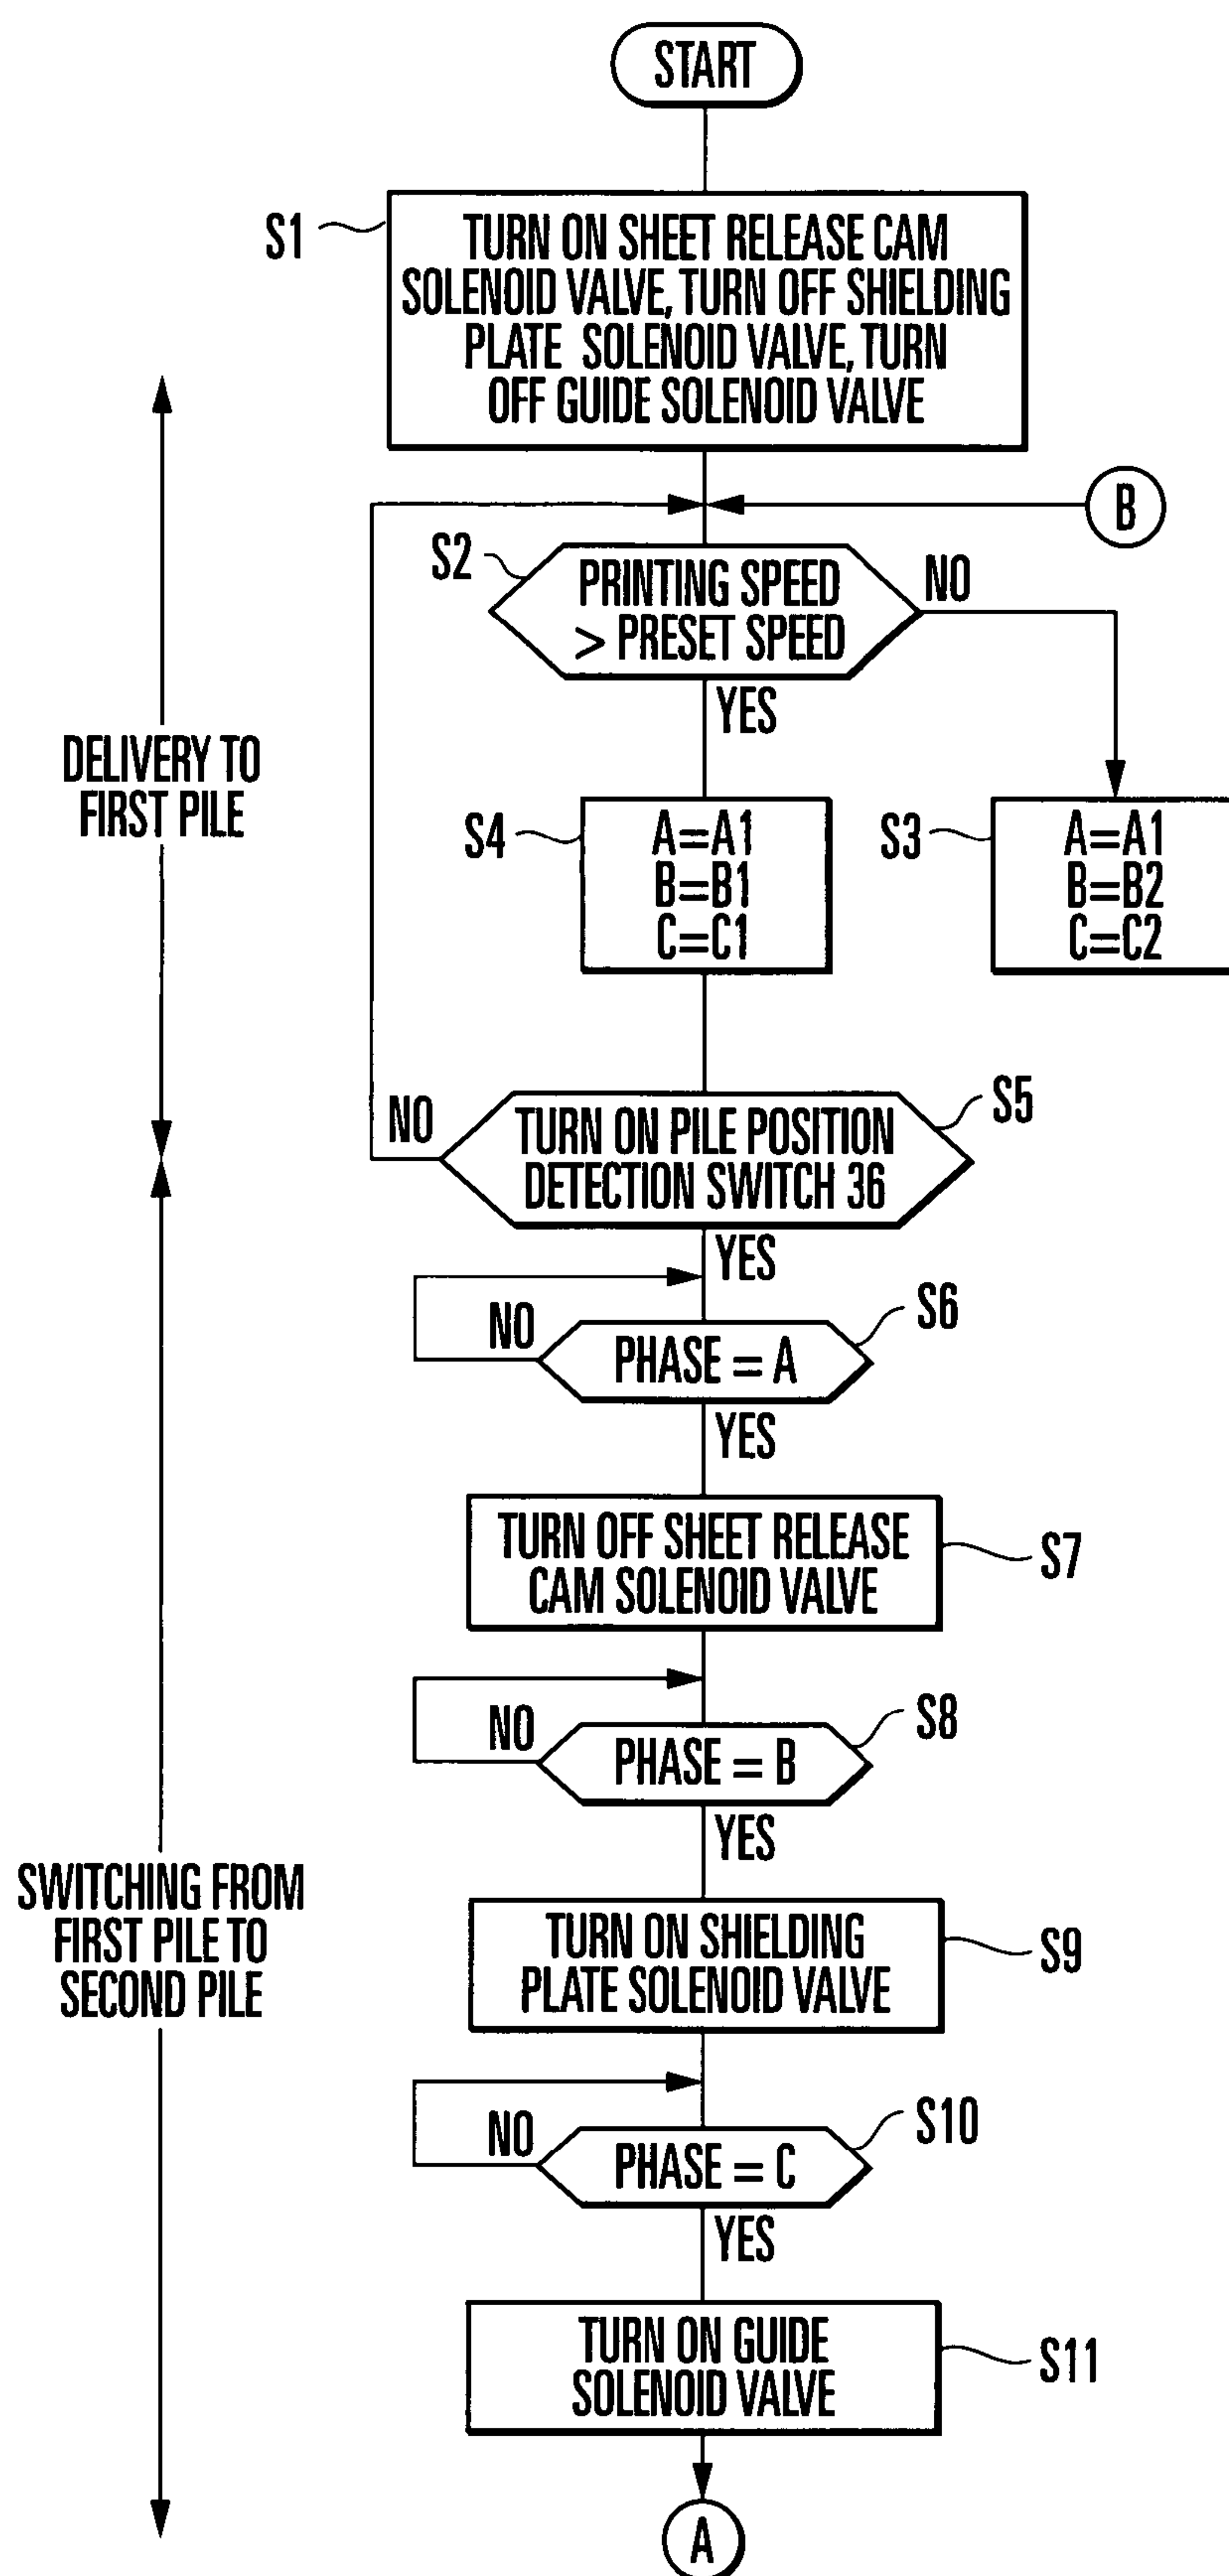 START
S1
TURN ON SHEET RELEASE CAM
SOLENOID VALVE, TURN OFF SHIELDING
PLATE SOLENOID VALVE, TURN
OFF GUIDE SOLENOID VALVE
B
S2
PRINTING SPEED
> PRESET SPEED
NO
YES
DELIVERY TO
FIRST PILE
S4
A=A1
B=B1
C=C1
S3
A=A1
B=B2
C=C2
S5
NO
TURN ON PILE POSITION
DETECTION SWITCH 36
YES
S6
NO
PHASE = A
YES
TURN OFF SHEET RELEASE
CAM SOLENOID VALVE
S7
S8
NO
PHASE = B
YES
SWITCHING FROM
FIRST PILE TO
SECOND PILE
TURN ON SHIELDING
PLATE SOLENOID VALVE
S9
S10
NO
PHASE = C
YES
TURN ON GUIDE
SOLENOID VALVE
S11
A